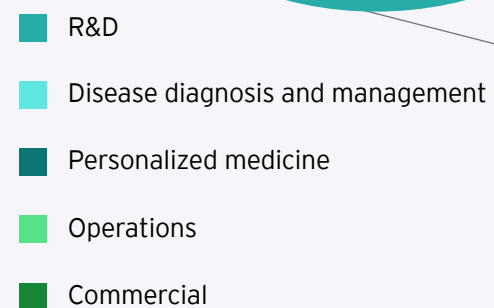 R&D
Disease diagnosis and management
Personalized medicine
Operations
Commercial